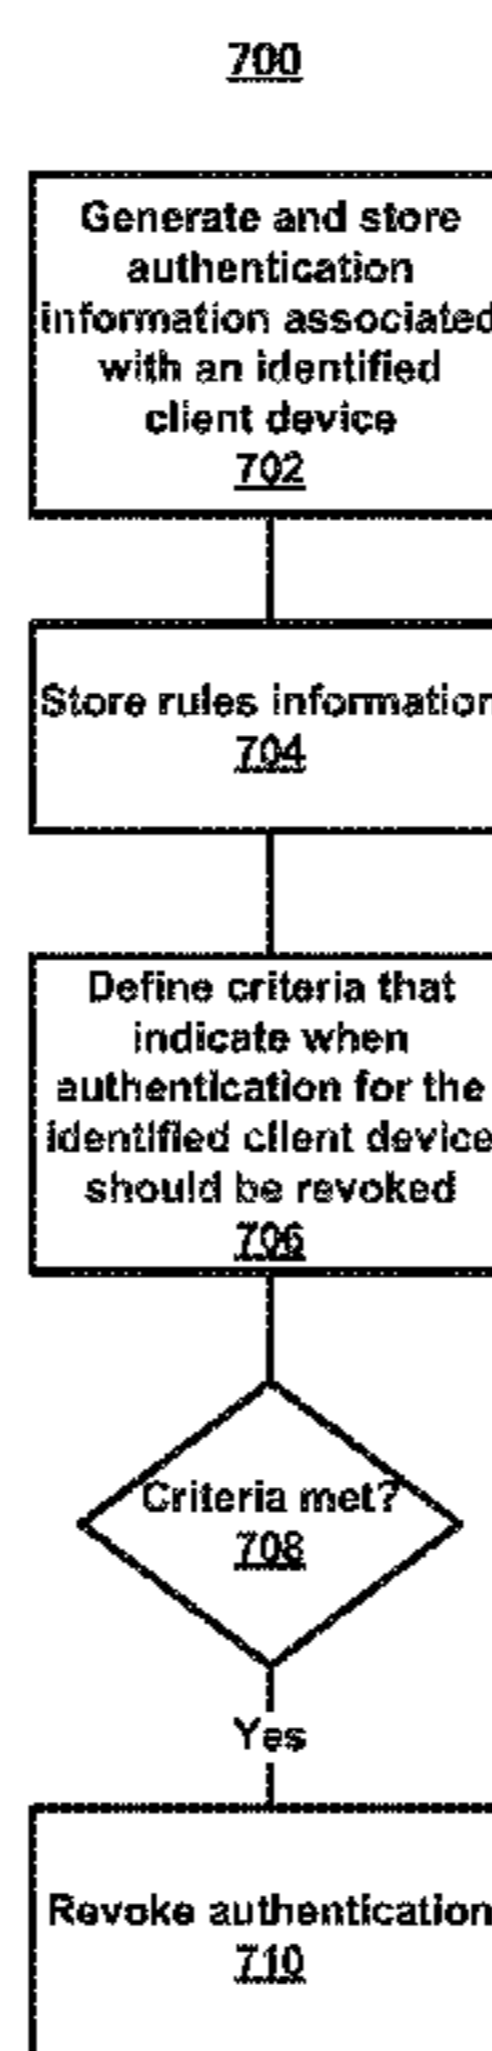 700
Generate and store
authentication
information associated
with an identified
client device
702
Store rules information
704
Define criteria that
indicate when
authentication for the
identified client device
should be revoked
706
Criteria met?
708
Yes
Revoke authentication
710